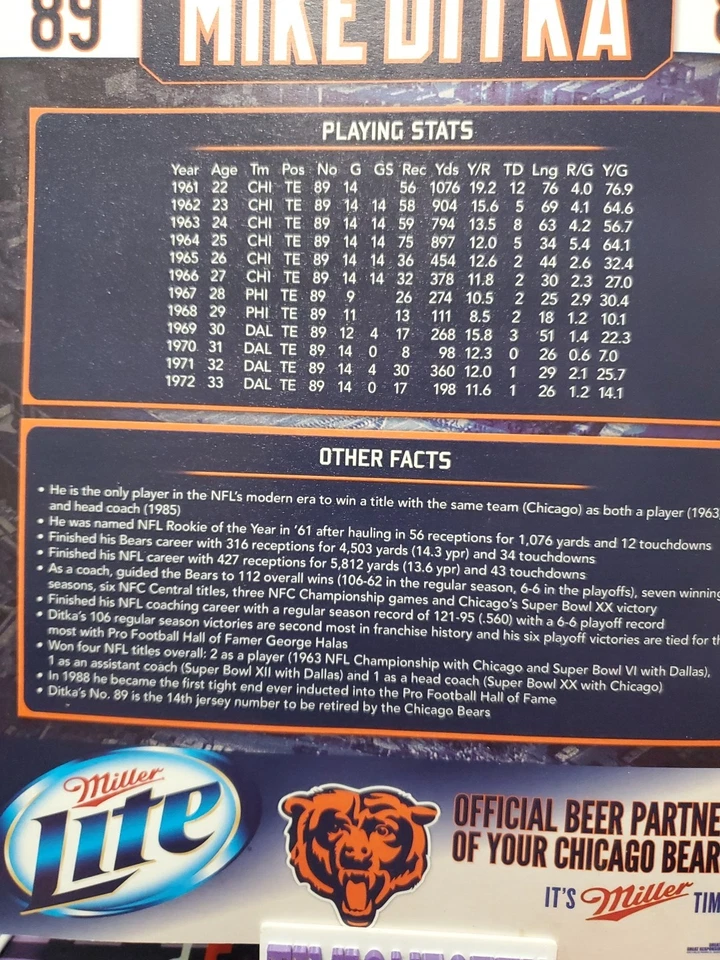 89
MIKE DITKA
PLAYING STATS
Year Age Tm Pos No G GS Rec Yds Y/R TD Lng R/G Y/G
1961 22 CHI TE 89 14 56 1076 19.2 12 76 4.0 76.9
1962 23 CHI TE 89 14 14 58 904 15.6 5 69 4.1 64.6
1963 24 CHI TE 89 14 14 59 794 13.5 8 63 4.2 56.7
1964 25 CHI TE 89 14 14 75 897 12.0 5 34 5.4 64.1
1965 26 CHI TE 89 14 14 36 454 12.6 2 44 2.6 32.4
1966 27 CHI TE 89 14 14 32 378 11.8 2 30 2.3 27.0
1967 28 PHI TE 89 9 26 274 10.5 2 25 2.9 30.4
1968 29 PHI TE 89 11 13 111 8.5 2 18 1.2 10.1
1969 30 DAL TE 89 12 4 17 268 15.8 3 51 1.4 22.3
1970 31 DAL TE 89 14 0 8 98 12.3 0 26 0.6 7.0
1971 32 DAL TE 89 14 4 30 360 12.0 1 29 2.1 25.7
1972 33 DAL TE 89 14 0 17 198 11.6 1 26 1.2 14.1
OTHER FACTS
• He is the only player in the NFL's modern era to win a title with the same team (Chicago) as both a player (1963
and head coach (1985)
• He was named NFL Rookie of the Year in '61 after hauling in 56 receptions for 1,076 yards and 12 touchdowns
• Finished his Bears career with 316 receptions for 4,503 yards (14.3 ypr) and 34 touchdowns
• Finished his NFL career with 427 receptions for 5,812 yards (13.6 ypr) and 43 touchdowns
• As a coach, guided the Bears to 112 overall wins (106-62 in the regular season, 6-6 in the playoffs), seven winning
seasons, six NFC Central titles, three NFC Championship games and Chicago's Super Bowl XX victory
• Finished his NFL coaching career with a regular season record of 121-95 (.560) with a 6-6 playoff record
• Ditka's 106 regular season victories are second most in franchise history and his six playoff victories are tied for th
most with Pro Football Hall of Famer George Halas
• Won four NFL titles overall: 2 as a player (1963 NFL Championship with Chicago and Super Bowl VI with Dallas),
1 as an assistant coach (Super Bowl XII with Dallas) and 1 as a head coach (Super Bowl XX with Chicago)
• In 1988 he became the first tight end ever inducted into the Pro Football Hall of Fame
• Ditka's No. 89 is the 14th jersey number to be retired by the Chicago Bears
Miller
Lite
OFFICIAL BEER PARTNE
OF YOUR CHICAGO BEAR
IT'S Miller TIM